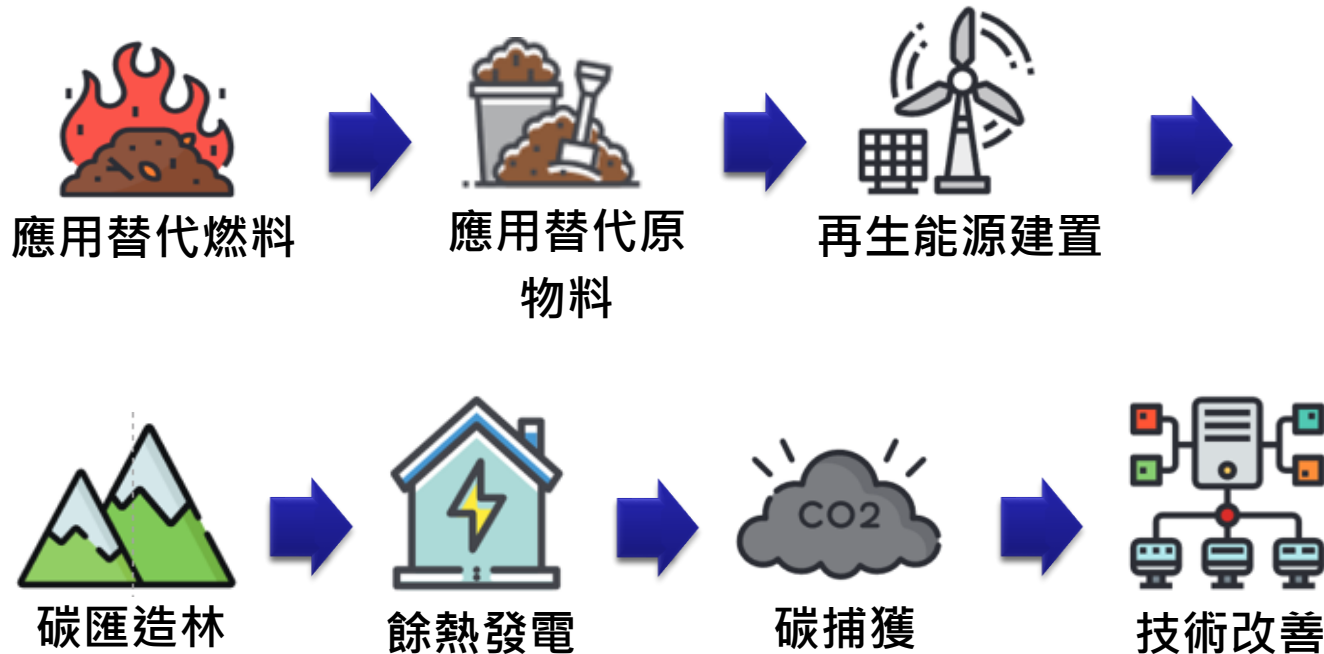 應用替代燃料
應用替代原
物料
再生能源建置
碳匯造林
餘熱發電
CO2
碳捕獲
技術改善